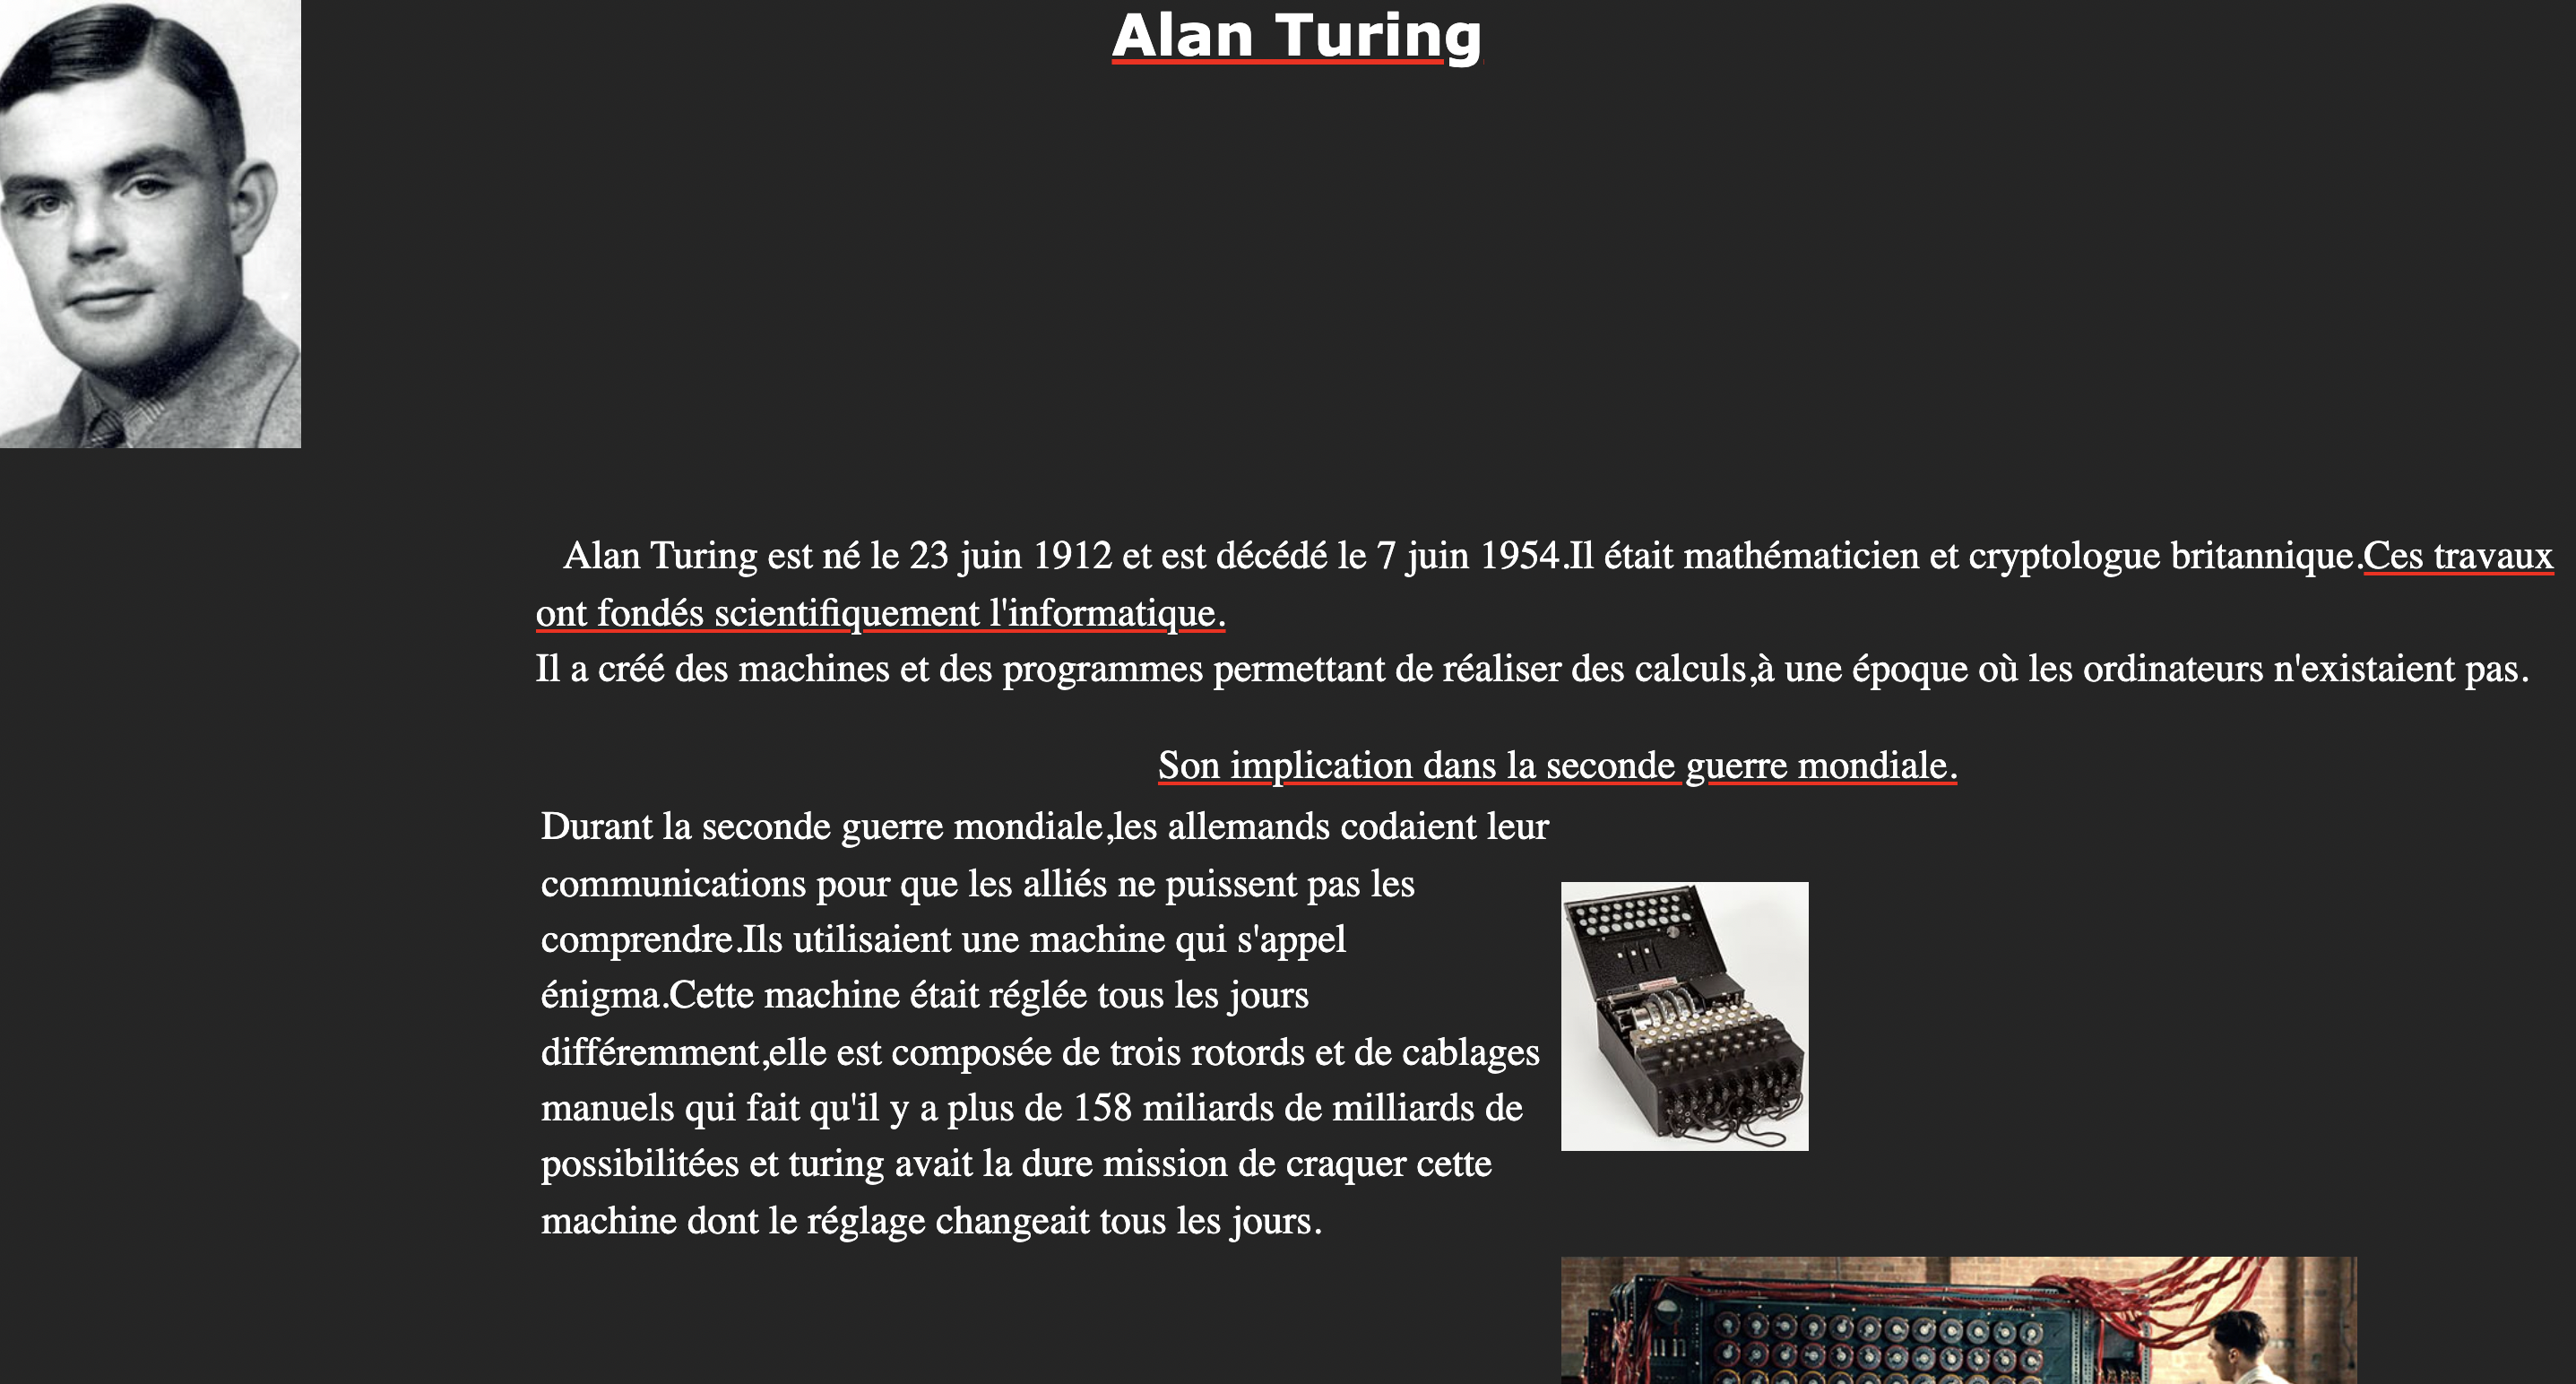 Alan Turing
Alan Turing est né le 23 juin 1912 et est décédé le 7 juin 1954.Il était mathématicien et cryptologue britannique.Ces travaux
ont fondés scientifiquement l'informatique.
Il a créé des machines et des programmes permettant de réaliser des calculs,à une époque où les ordinateurs n'existaient pas.
Son implication dans la seconde guerre mondiale.
Durant la seconde guerre mondiale,les allemands codaient leur
communications pour que les alliés ne puissent pas les
comprendre.Ils utilisaient une machine qui s'appel
énigma.Cette machine était réglée tous les jours
différemment,elle est composée de trois rotords et de cablages
manuels qui fait qu'il y a plus de 158 miliards de milliards de
possibilitées et turing avait la dure mission de craquer cette
machine dont le réglage changeait tous les jours.